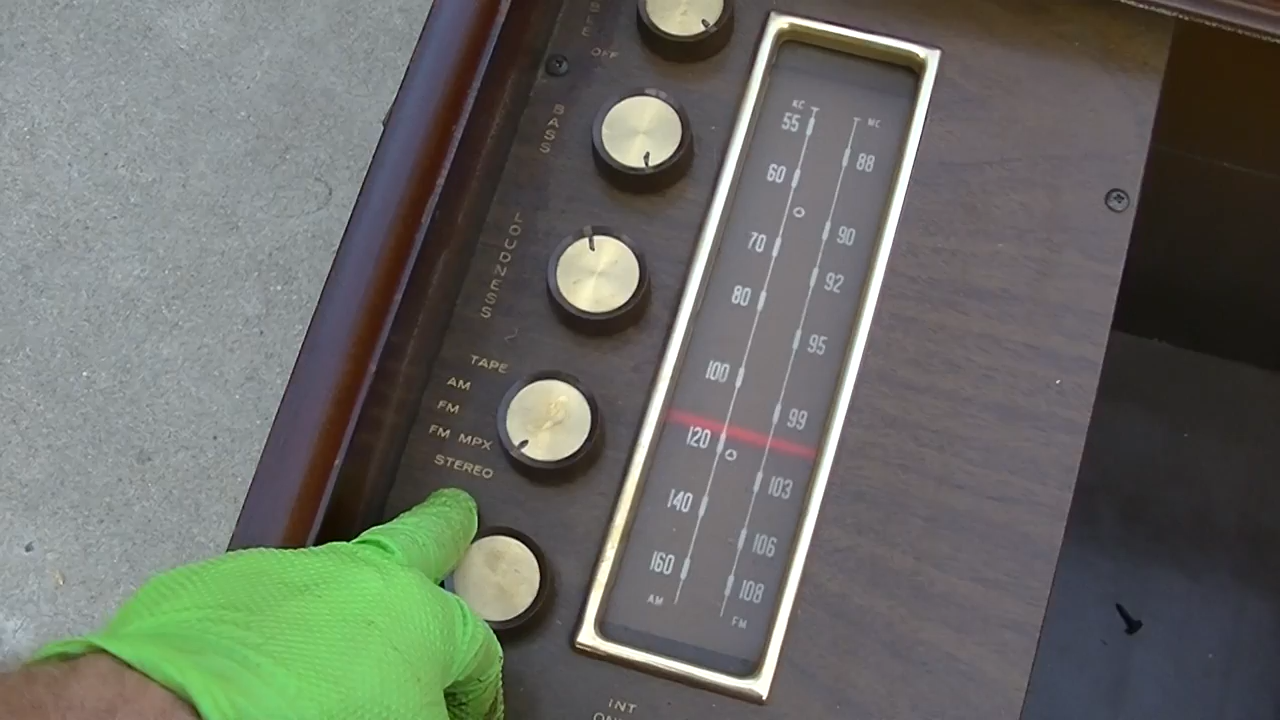 OFF
BASS
LOUDNESS
TAPE
AM
FM
FM MPX
STEREO
KC
55
60
70
80
100
120
140
160
AM
MC
88
90
92
95
99
103
106
108
FM
INT